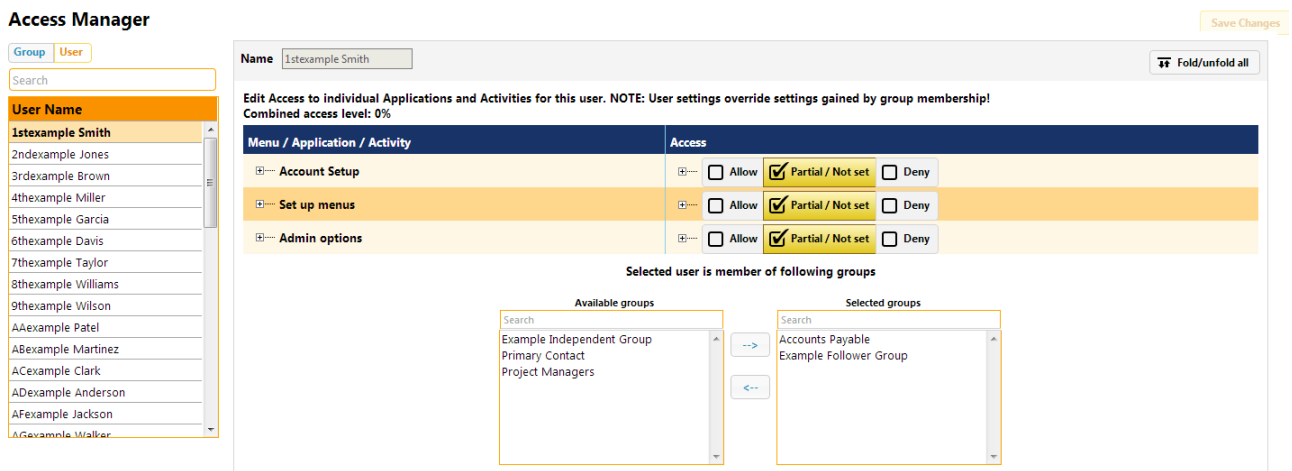 Access Manager
Save Changes
Group User
Search
User Name
1stexample Smith
2ndexample Jones
3rdexample Brown
4thexample Miller
5thexample Garcia
6thexample Davis
7thexample Taylor
8thexample Williams
9thexample Wilson
AAexample Patel
ABexample Martinez
ACexample Clark
ADexample Anderson
AFexample Jackson
AGexample Walker
Name 1stexample Smith
Fold/unfold all
Edit Access to individual Applications and Activities for this user. NOTE: User settings override settings gained by group membership!
Combined access level: 0%
Menu / Application / Activity Access
Account Setup Allow Partial / Not set Deny
Set up menus Allow Partial / Not set Deny
Admin options Allow Partial / Not set Deny
Selected user is member of following groups
Available groups
Search
Example Independent Group
Primary Contact
Project Managers
-->
<--
Selected groups
Search
Accounts Payable
Example Follower Group